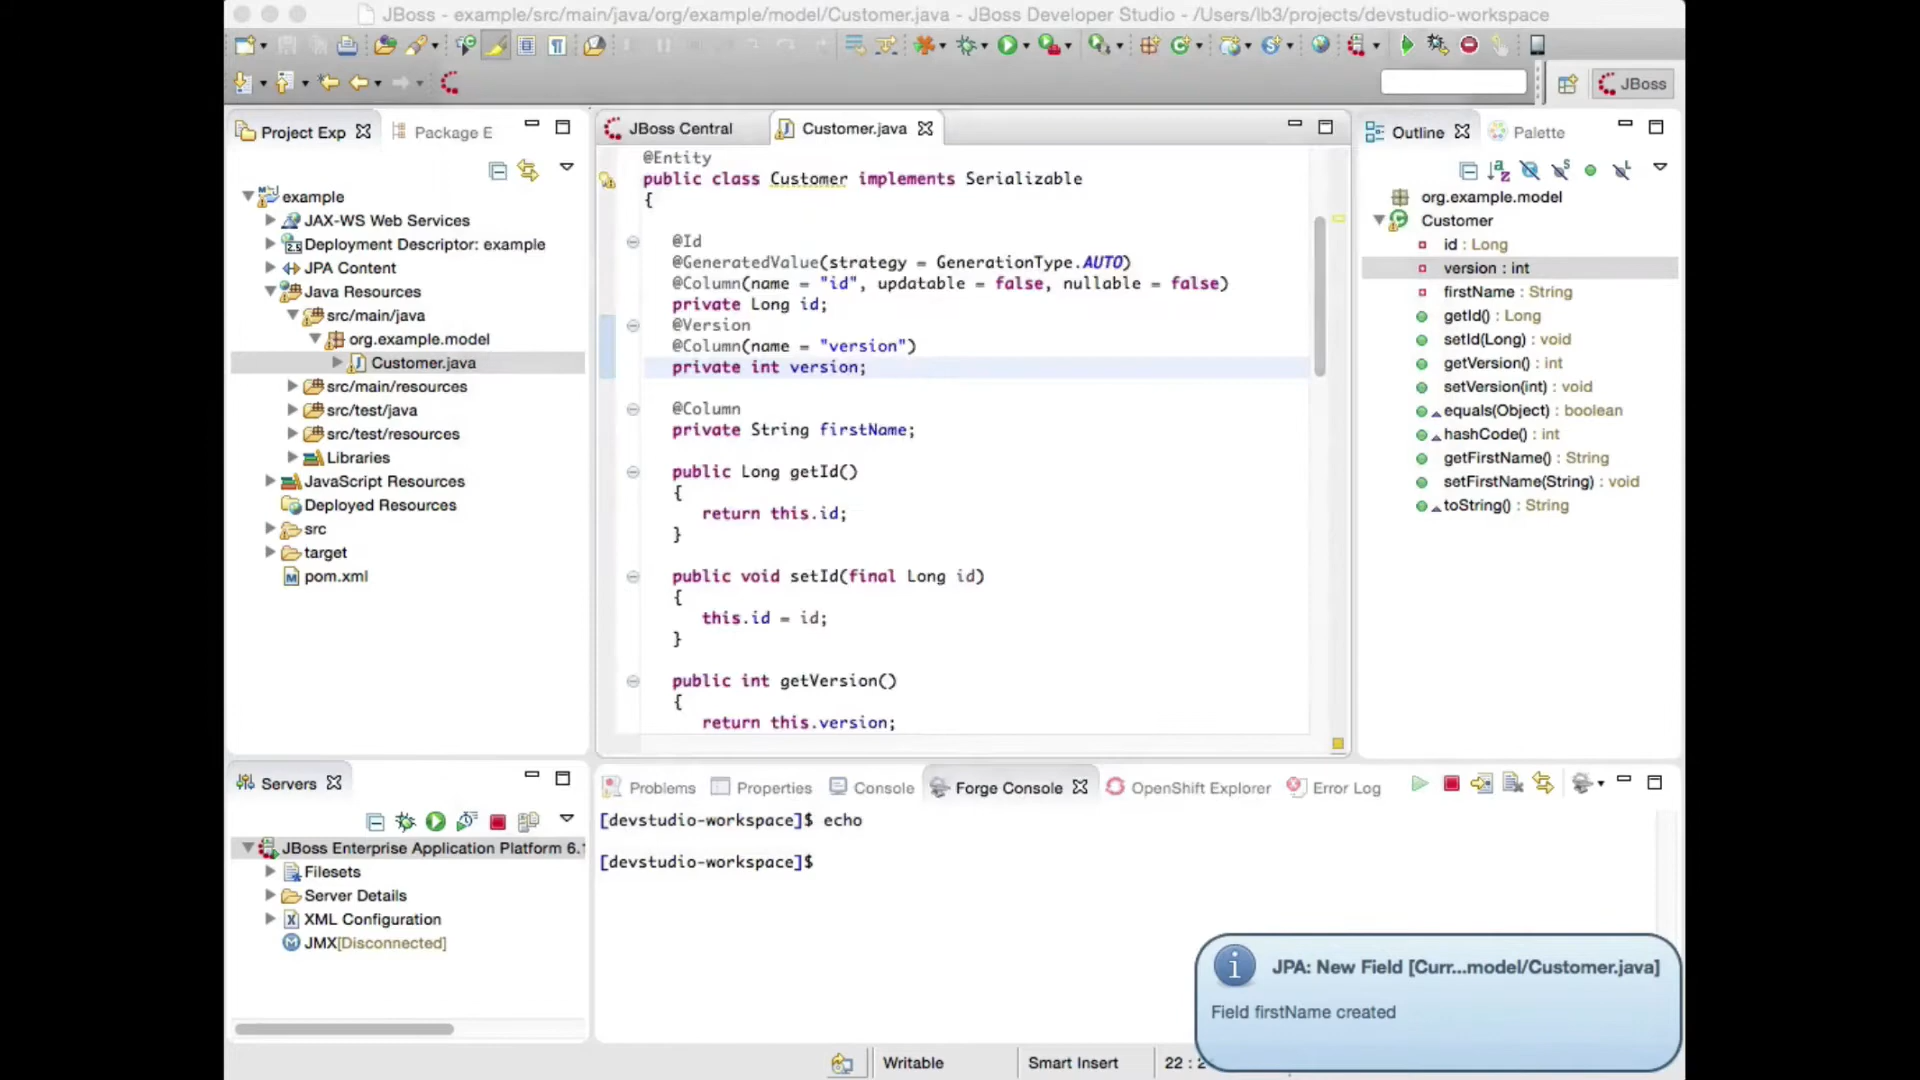 JBoss - example/src/main/java/org/example/model/Customer.java - JBoss Developer Studio - /Users/lb3/projects/devstudio-workspace
JBoss
Project Exp
Package E
example
JAX-WS Web Services
Deployment Descriptor: example
JPA Content
Java Resources
src/main/java
org.example.model
Customer.java
src/main/resources
src/test/java
src/test/resources
Libraries
JavaScript Resources
Deployed Resources
src
target
pom.xml
JBoss Central
Customer.java
@Entity
public class Customer implements Serializable
{
@Id
@GeneratedValue(strategy = GenerationType.AUTO)
@Column(name = "id", updatable = false, nullable = false)
private Long id;
@Version
@Column(name = "version")
private int version;
@Column
private String firstName;
public Long getId()
{
return this.id;
}
public void setId(final Long id)
{
this.id = id;
}
public int getVersion()
{
return this.version;
Outline
Palette
org.example.model
Customer
id : Long
version : int
firstName : String
getId() : Long
setId(Long) : void
getVersion() : int
setVersion(int) : void
equals(Object) : boolean
hashCode() : int
getFirstName() : String
setFirstName(String) : void
toString() : String
Servers
JBoss Enterprise Application Platform 6.1
Filesets
Server Details
XML Configuration
JMX[Disconnected]
Problems
Properties
Console
Forge Console
OpenShift Explorer
Error Log
[devstudio-workspace]$ echo
[devstudio-workspace]$
JPA: New Field [Curr...model/Customer.java]
Field firstName created
Writable
Smart Insert
22 :